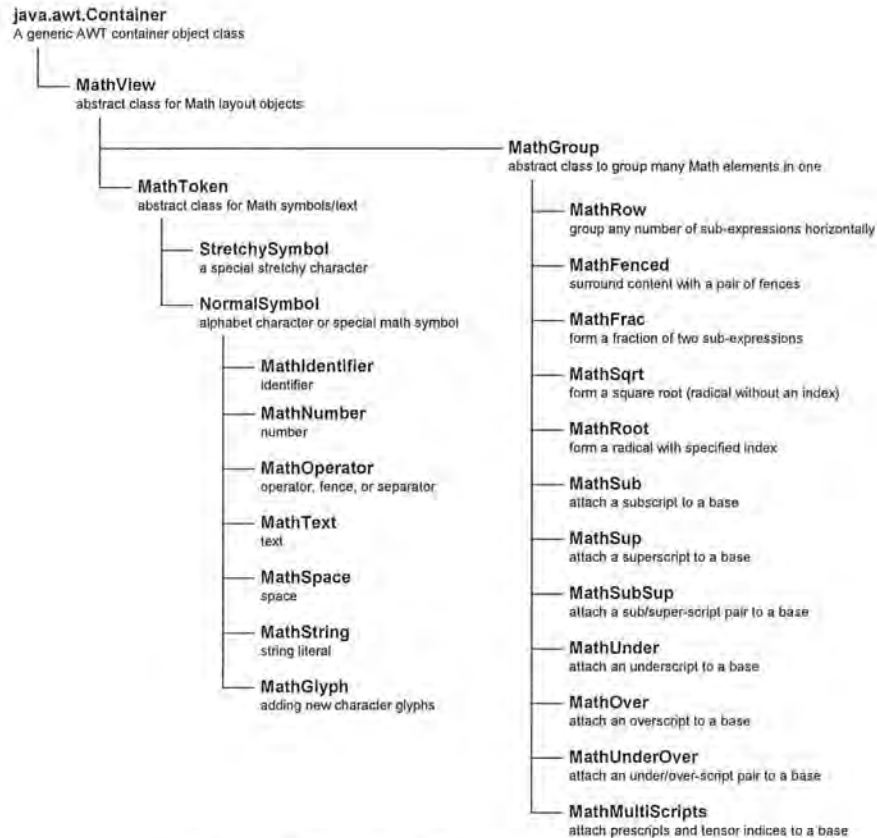 java.awt.Container
A generic AWT container object class
MathView
abstract class for Math layout objects
MathGroup
abstract class to group many Math elements in one
MathToken
abstract class for Math symbols/text
StretchySymbol
a special stretchy character
NormalSymbol
alphabet character or special math symbol
MathIdentifier
identifier
MathNumber
number
MathOperator
operator, fence, or separator
MathText
text
MathSpace
space
MathString
string literal
MathGlyph
adding new character glyphs
MathRow
group any number of sub-expressions horizontally
MathFenced
surround content with a pair of fences
MathFrac
form a fraction of two sub-expressions
MathSqrt
form a square root (radical without an index)
MathRoot
form a radical with specified index
MathSub
attach a subscript to a base
MathSup
attach a superscript to a base
MathSubSup
attach a sub/super-script pair to a base
MathUnder
attach an underscript to a base
MathOver
attach an overscript to a base
MathUnderOver
attach an under/over-script pair to a base
MathMultiScripts
attach prescripts and tensor indices to a base